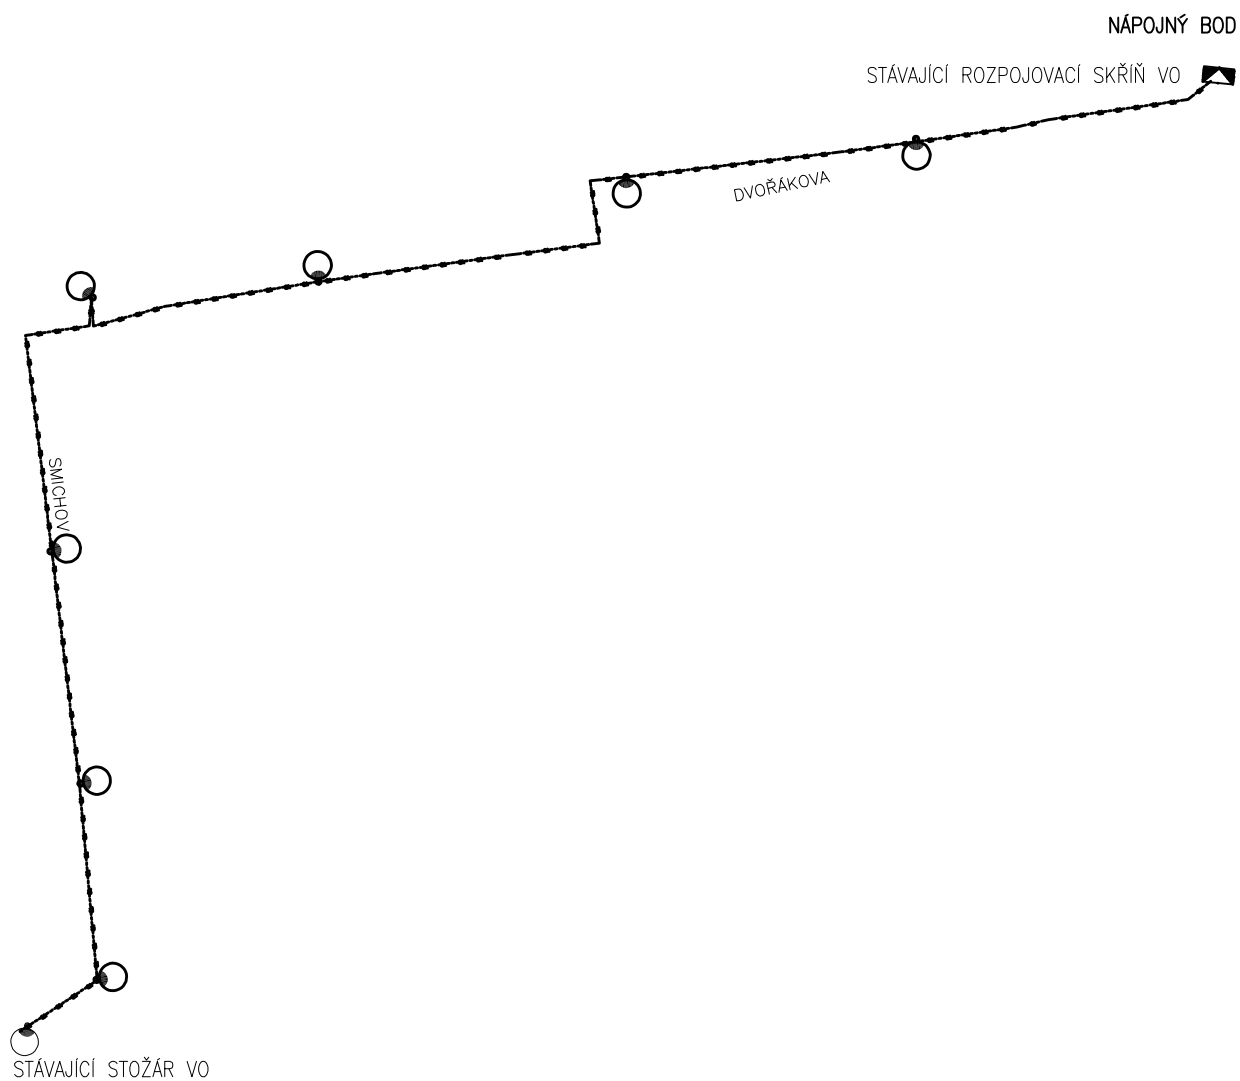 NÁPOJNÝ BOD
STÁVAJÍCÍ ROZPOJOVACÍ SKŘÍŇ VO
DVOŘÁKOVA
SMICHOV
STÁVAJÍCÍ STOŽÁR VO